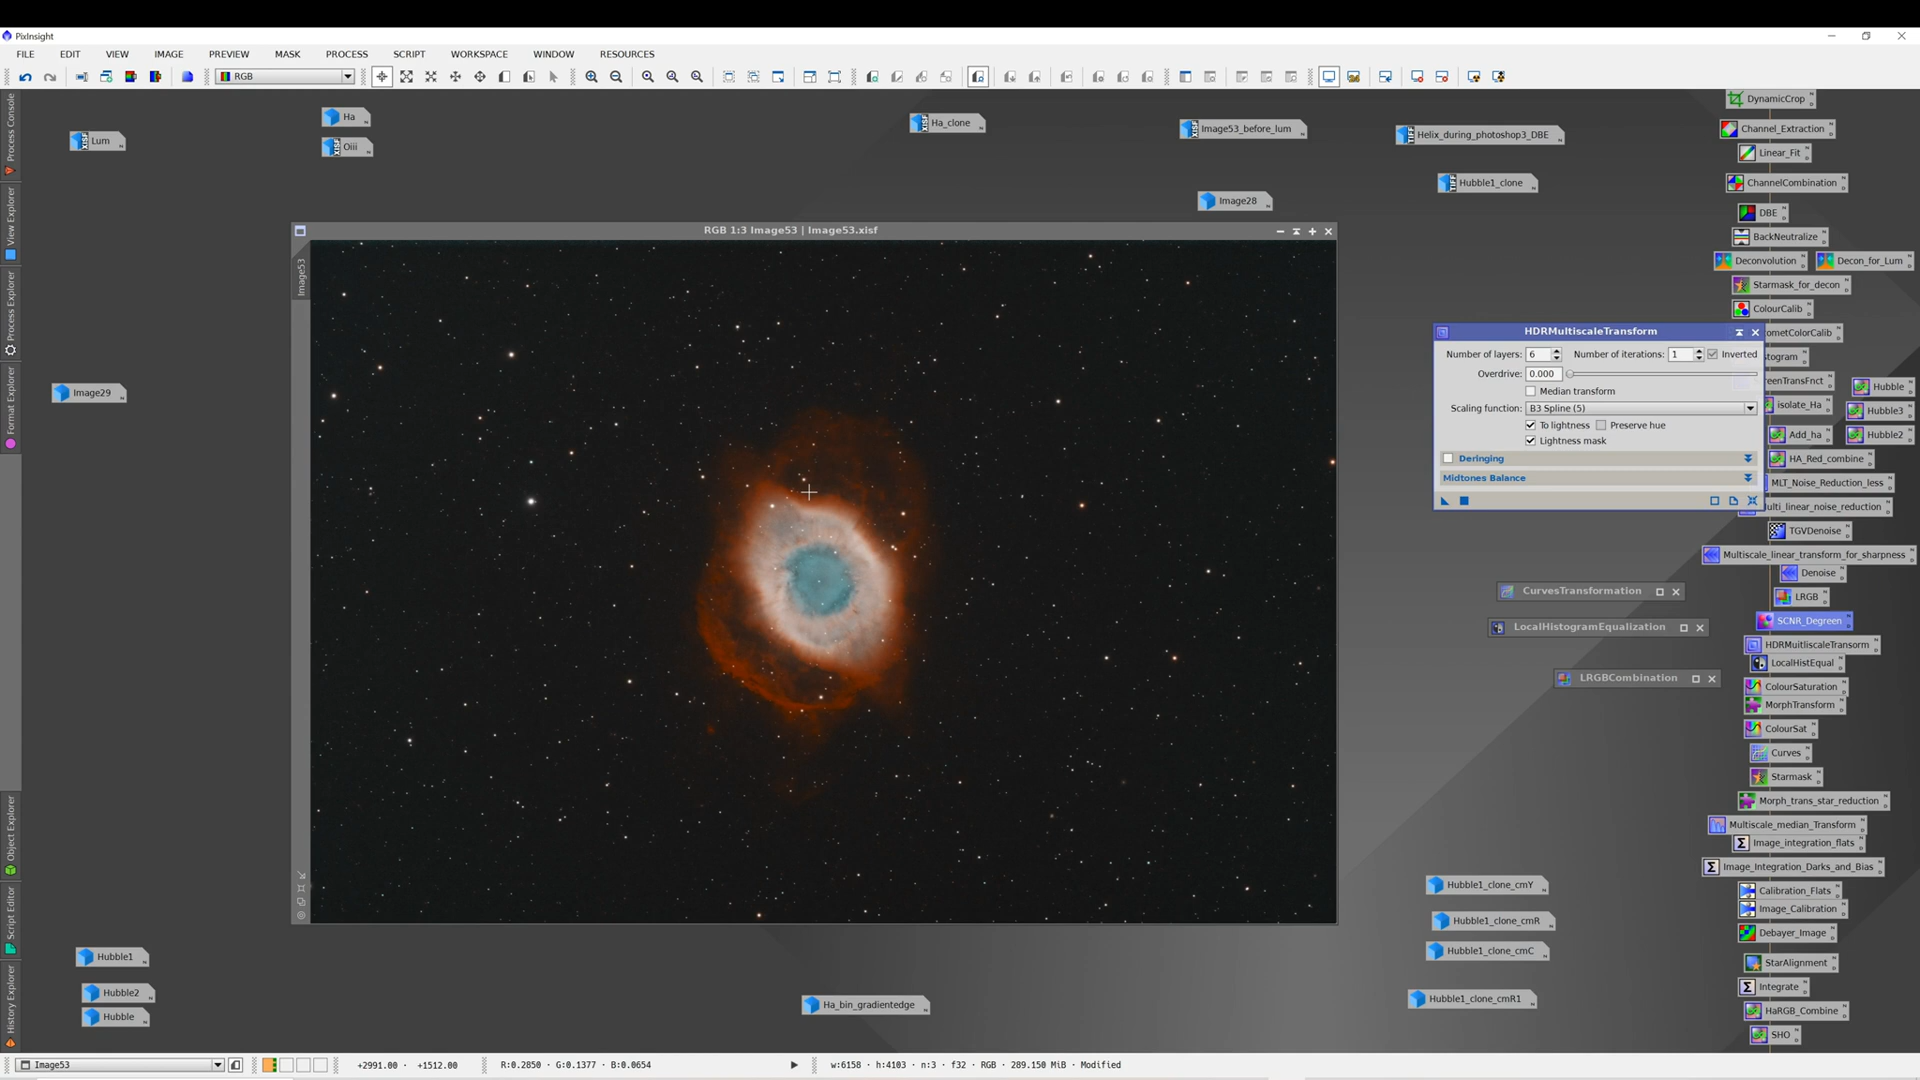 PixInsight
FILE EDIT VIEW IMAGE PREVIEW MASK PROCESS SCRIPT WORKSPACE WINDOW RESOURCES
RGB
Process Console
View Explorer
Process Explorer
Format Explorer
Object Explorer
Script Editor
History Explorer
Lum
Ha
Oiii
Ha_clone
Image53_before_lum
Helix_during_photoshop3_DBE
Hubble1_clone
Image28
Image29
RGB 1:3 Image53 | Image53.xisf
Image53
HDRMultiscaleTransform
Number of layers: 6 Number of iterations: 1 Inverted
Overdrive: 0.000
Median transform
Scaling function: B3 Spline (5)
To lightness Preserve hue
Lightness mask
Deringing
Midtones Balance
CurvesTransformation
LocalHistogramEqualization
LRGBCombination
DynamicCrop
Channel_Extraction
Linear_Fit
ChannelCombination
DBE
BackNeutralize
Deconvolution Decon_for_Lum
Starmask_for_decon
ColourCalib
ometColorCalib
togram
eenTransFnct Hubble
isolate_Ha Hubble3
Add_ha Hubble2
HA_Red_combine
MLT_Noise_Reduction_less
ulti_linear_noise_reduction
TGVDenoise
Multiscale_linear_transform_for_sharpness
Denoise
LRGB
SCNR_Degreen
HDRMuitliscaleTransorm
LocalHistEqual
ColourSaturation
MorphTransform
ColourSat
Curves
Starmask
Morph_trans_star_reduction
Multiscale_median_Transform
Image_integration_flats
Image_Integration_Darks_and_Bias
Calibration_Flats
Image_Calibration
Debayer_Image
StarAlignment
Integrate
HaRGB_Combine
SHO
Hubble1_clone_cmY
Hubble1_clone_cmR
Hubble1_clone_cmC
Hubble1_clone_cmR1
Hubble1
Hubble2
Hubble
Ha_bin_gradientedge
Image53 +2991.00 · +1512.00 R:0.2850 · G:0.1377 · B:0.0654 w:6158 · h:4103 · n:3 · f32 · RGB · 289.150 MiB · Modified